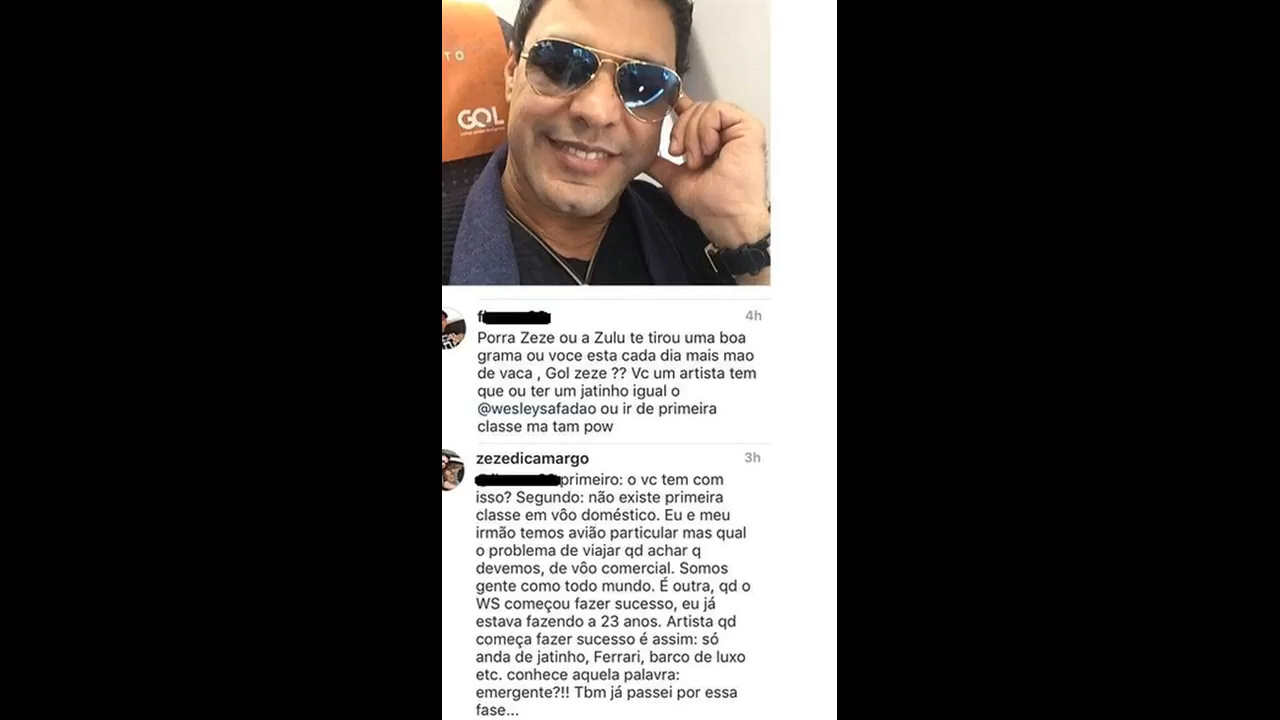 TO
GOL
4h
Porra Zeze ou a Zulu te tirou uma boa
grama ou voce esta cada dia mais mao
de vaca , Gol zeze ?? Vc um artista tem
que ou ter um jatinho igual o
@wesleysafadao ou ir de primeira
classe ma tam pow
zezedicamargo 3h
primeiro: o vc tem com
isso? Segundo: não existe primeira
classe em vôo doméstico. Eu e meu
irmão temos avião particular mas qual
o problema de viajar qd achar q
devemos, de vôo comercial. Somos
gente como todo mundo. É outra, qd o
WS começou fazer sucesso, eu já
estava fazendo a 23 anos. Artista qd
começa fazer sucesso é assim: só
anda de jatinho, Ferrari, barco de luxo
etc. conhece aquela palavra:
emergente?!! Tbm já passei por essa
fase...